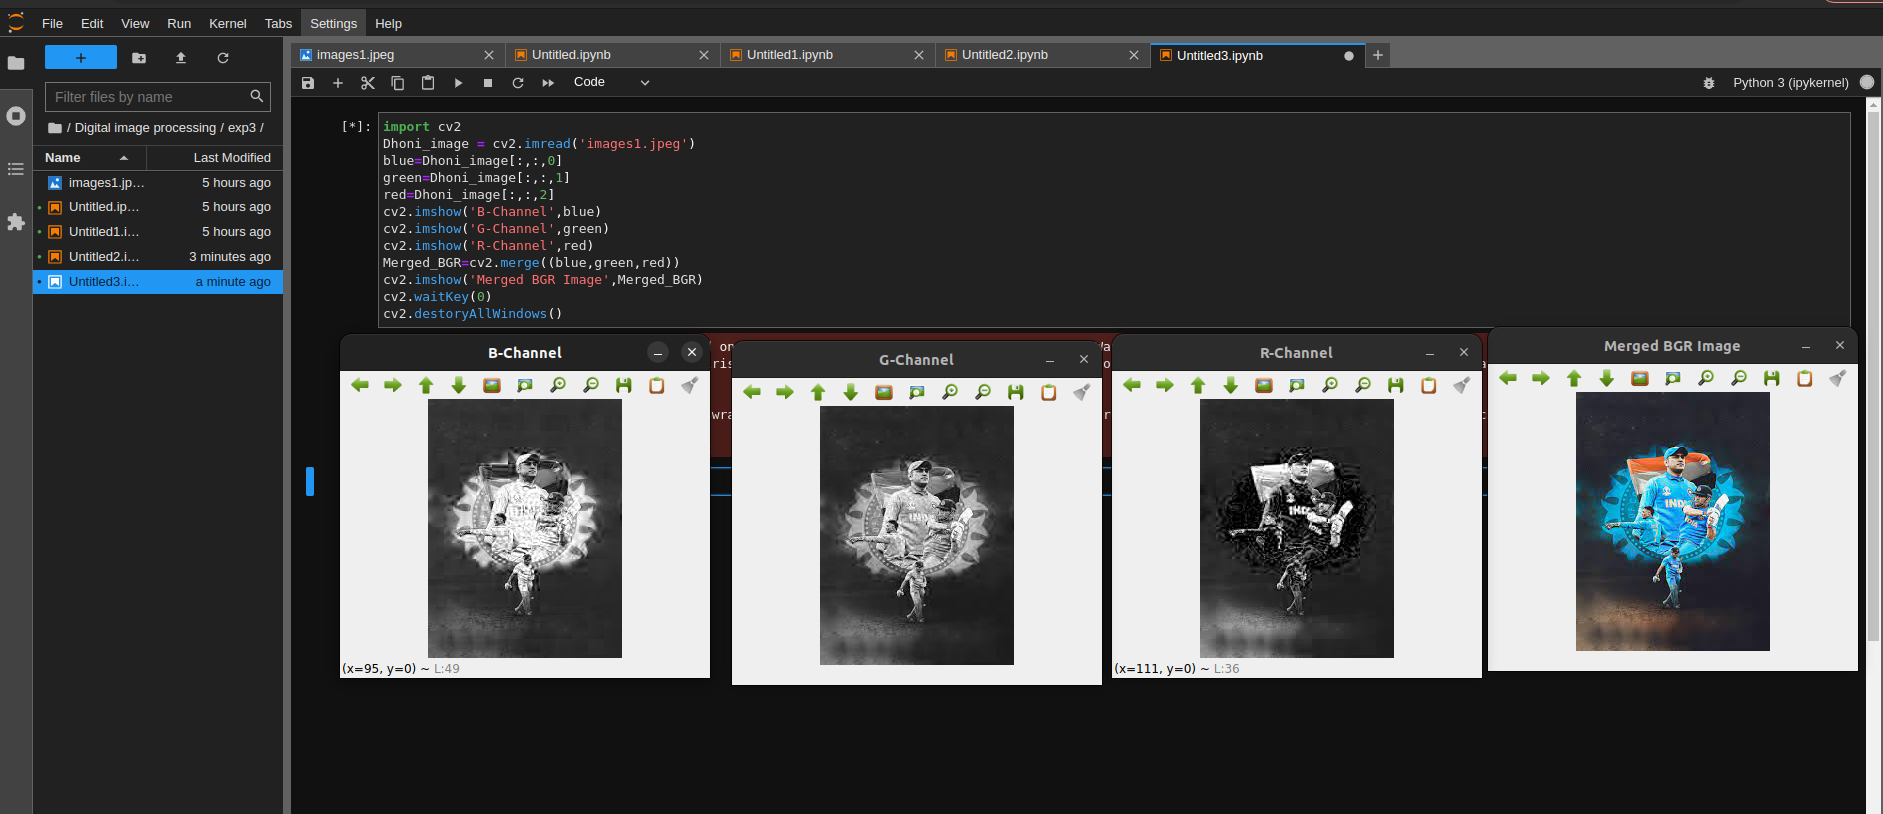 File Edit View Run Kernel Tabs Settings Help
images1.jpeg
Untitled.ipynb
Untitled1.ipynb
Untitled2.ipynb
Untitled3.ipynb
Code
Python 3 (ipykernel)
Filter files by name
/ Digital image processing / exp3 /
Name Last Modified
images1.jp… 5 hours ago
Untitled.ip… 5 hours ago
Untitled1.i… 5 hours ago
Untitled2.i… 3 minutes ago
Untitled3.i… a minute ago
[*]: import cv2
Dhoni_image = cv2.imread('images1.jpeg')
blue=Dhoni_image[:,:,0]
green=Dhoni_image[:,:,1]
red=Dhoni_image[:,:,2]
cv2.imshow('B-Channel',blue)
cv2.imshow('G-Channel',green)
cv2.imshow('R-Channel',red)
Merged_BGR=cv2.merge((blue,green,red))
cv2.imshow('Merged BGR Image',Merged_BGR)
cv2.waitKey(0)
cv2.destoryAllWindows()
B-Channel
G-Channel
R-Channel
Merged BGR Image
(x=95, y=0) ~ L:49
(x=111, y=0) ~ L:36